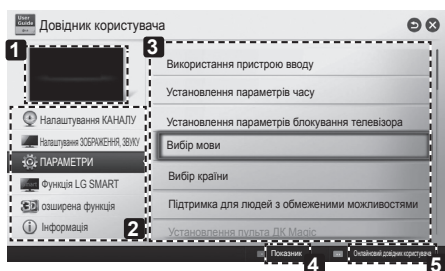 User Guide
Довідник користувача
1
3
Використання пристрою вводу
Установлення параметрів часу
Установлення параметрів блокування телевізора
Вибір мови
Вибір країни
Підтримка для людей з обмеженими можливостями
Установлення пульта ДК Magic
Налаштування КАНАЛУ
Налаштування ЗОБРАЖЕННЯ, ЗВУКУ
ПАРАМЕТРИ
Функція LG SMART
3D озширена функція
Інформація
2
Показник
Онлайновий довідник користувача
4
5